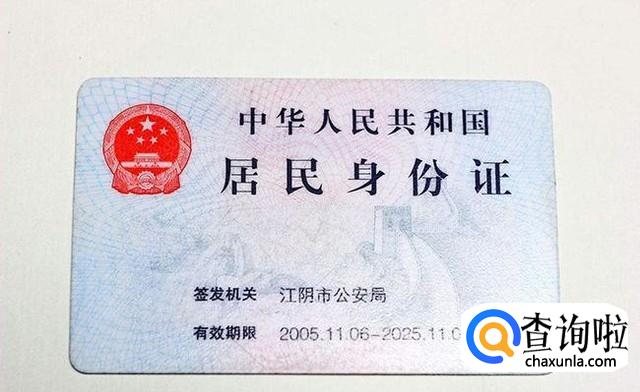 中华人民共和国
居民身份证
签发机关 江阴市公安局
有效期限 2005.11.06-2025.11.0
查询啦
chaxunla.com